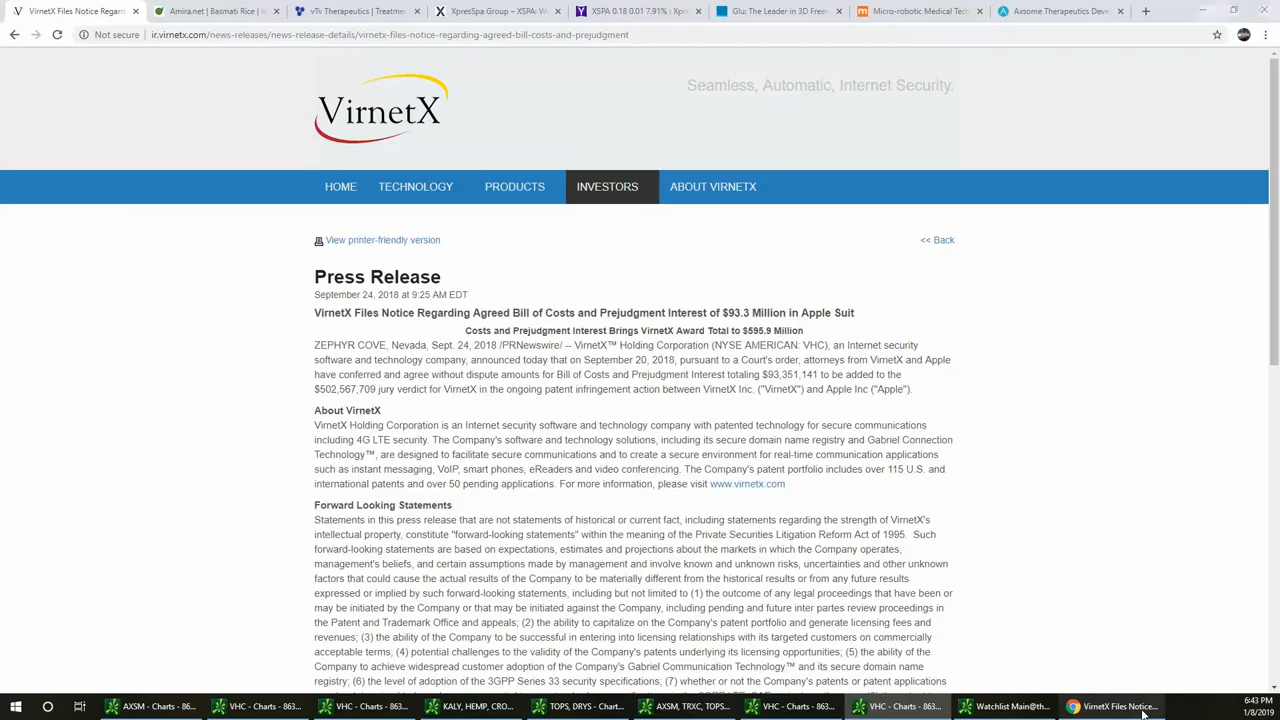 VirnetX Files Notice Regard
Amira.net | Basmati Rice |
vTv Therapeutics | Treatme
XpresSpa Group – XSPA: W
XSPA 0.18 0.01 7.91% : Xpr
Glu: The Leader in 3D Free
Micro-robotic Medical Tec
Axsome Therapeutics Dev
Not secure
ir.virnetx.com/news-releases/news-release-details/virnetx-files-notice-regarding-agreed-bill-costs-and-prejudgment
VirnetX
Seamless, Automatic, Internet Security.
HOME
TECHNOLOGY
PRODUCTS
INVESTORS
ABOUT VIRNETX
View printer-friendly version
<< Back
Press Release
September 24, 2018 at 9:25 AM EDT
VirnetX Files Notice Regarding Agreed Bill of Costs and Prejudgment Interest of $93.3 Million in Apple Suit
Costs and Prejudgment Interest Brings VirnetX Award Total to $595.9 Million
ZEPHYR COVE, Nevada, Sept. 24, 2018 /PRNewswire/ -- VirnetX™ Holding Corporation (NYSE AMERICAN: VHC), an Internet security
software and technology company, announced today that on September 20, 2018, pursuant to a Court's order, attorneys from VirnetX and Apple
have conferred and agree without dispute amounts for Bill of Costs and Prejudgment Interest totaling $93,351,141 to be added to the
$502,567,709 jury verdict for VirnetX in the ongoing patent infringement action between VirnetX Inc. ("VirnetX") and Apple Inc ("Apple").
About VirnetX
VirnetX Holding Corporation is an Internet security software and technology company with patented technology for secure communications
including 4G LTE security. The Company's software and technology solutions, including its secure domain name registry and Gabriel Connection
Technology™, are designed to facilitate secure communications and to create a secure environment for real-time communication applications
such as instant messaging, VoIP, smart phones, eReaders and video conferencing. The Company's patent portfolio includes over 115 U.S. and
international patents and over 50 pending applications. For more information, please visit www.virnetx.com
Forward Looking Statements
Statements in this press release that are not statements of historical or current fact, including statements regarding the strength of VirnetX's
intellectual property, constitute "forward-looking statements" within the meaning of the Private Securities Litigation Reform Act of 1995. Such
forward-looking statements are based on expectations, estimates and projections about the markets in which the Company operates,
management's beliefs, and certain assumptions made by management and involve known and unknown risks, uncertainties and other unknown
factors that could cause the actual results of the Company to be materially different from the historical results or from any future results
expressed or implied by such forward-looking statements, including but not limited to (1) the outcome of any legal proceedings that have been or
may be initiated by the Company or that may be initiated against the Company, including pending and future inter partes review proceedings in
the Patent and Trademark Office and appeals; (2) the ability to capitalize on the Company's patent portfolio and generate licensing fees and
revenues; (3) the ability of the Company to be successful in entering into licensing relationships with its targeted customers on commercially
acceptable terms; (4) potential challenges to the validity of the Company's patents underlying its licensing opportunities; (5) the ability of the
Company to achieve widespread customer adoption of the Company's Gabriel Communication Technology™ and its secure domain name
registry; (6) the level of adoption of the 3GPP Series 33 security specifications; (7) whether or not the Company's patents or patent applications
AXSM - Charts - 86...
VHC - Charts - 863...
VHC - Charts - 863...
KALY, HEMP, CRO...
TOPS, DRYS - Chart...
AXSM, TRXC, TOPS...
VHC - Charts - 863...
VHC - Charts - 863...
Watchlist Main@th...
VirnetX Files Notice...
6:43 PM
1/8/2019